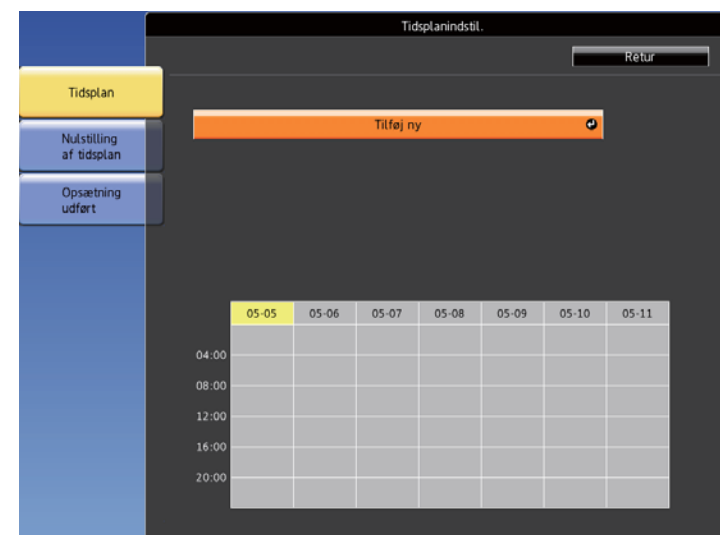 Tidsplanindstil.
Retur
Tidsplan
Tilføj ny
Nulstilling
af tidsplan
Opsætning
udført
05-05 05-06 05-07 05-08 05-09 05-10 05-11
04:00
08:00
12:00
16:00
20:00